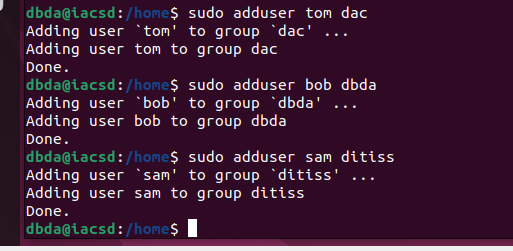 dbda@iacsd:/home$ sudo adduser tom dac
Adding user `tom' to group `dac' ...
Adding user tom to group dac
Done.
dbda@iacsd:/home$ sudo adduser bob dbda
Adding user `bob' to group `dbda' ...
Adding user bob to group dbda
Done.
dbda@iacsd:/home$ sudo adduser sam ditiss
Adding user `sam' to group `ditiss' ...
Adding user sam to group ditiss
Done.
dbda@iacsd:/home$